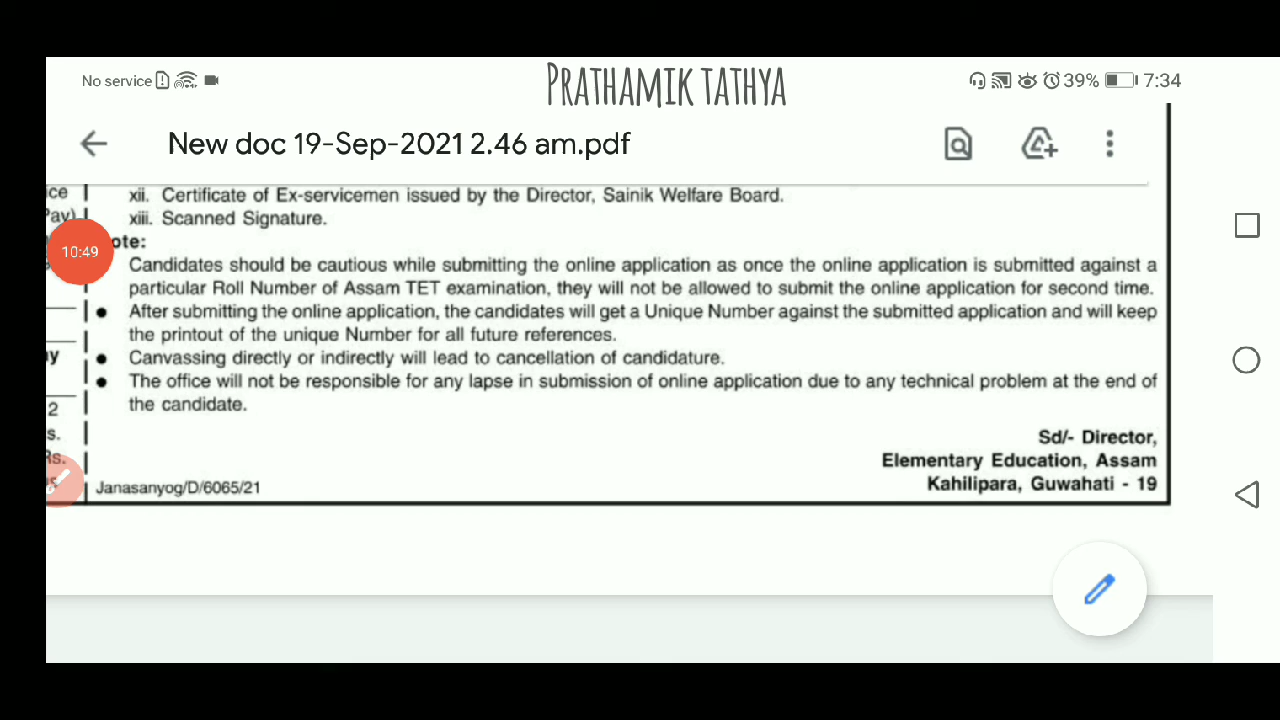 No service 39% 7:34
PRATHAMIK TATHYA
New doc 19-Sep-2021 2.46 am.pdf
ice
xii. Certificate of Ex-servicemen issued by the Director, Sainik Welfare Board.
Pay)
xiii. Scanned Signature.
10:49
ote:
Candidates should be cautious while submitting the online application as once the online application is submitted against a
particular Roll Number of Assam TET examination, they will not be allowed to submit the online application for second time.
● After submitting the online application, the candidates will get a Unique Number against the submitted application and will keep
the printout of the unique Number for all future references.
y
● Canvassing directly or indirectly will lead to cancellation of candidature.
● The office will not be responsible for any lapse in submission of online application due to any technical problem at the end of
2
the candidate.
s.
Sd/- Director,
Rs.
Elementary Education, Assam
Janasanyog/D/6065/21
Kahilipara, Guwahati - 19